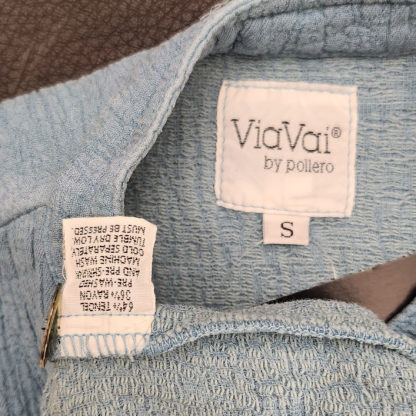 ViaVai®
by pollero
S
64% TENCEL
36% RAYON
PRE-WASHED
AND PRE-SHRUNK
MACHINE WASH
COLD SEPARATELY.
TUMBLE DRY LOW.
MUST BE PRESSED.